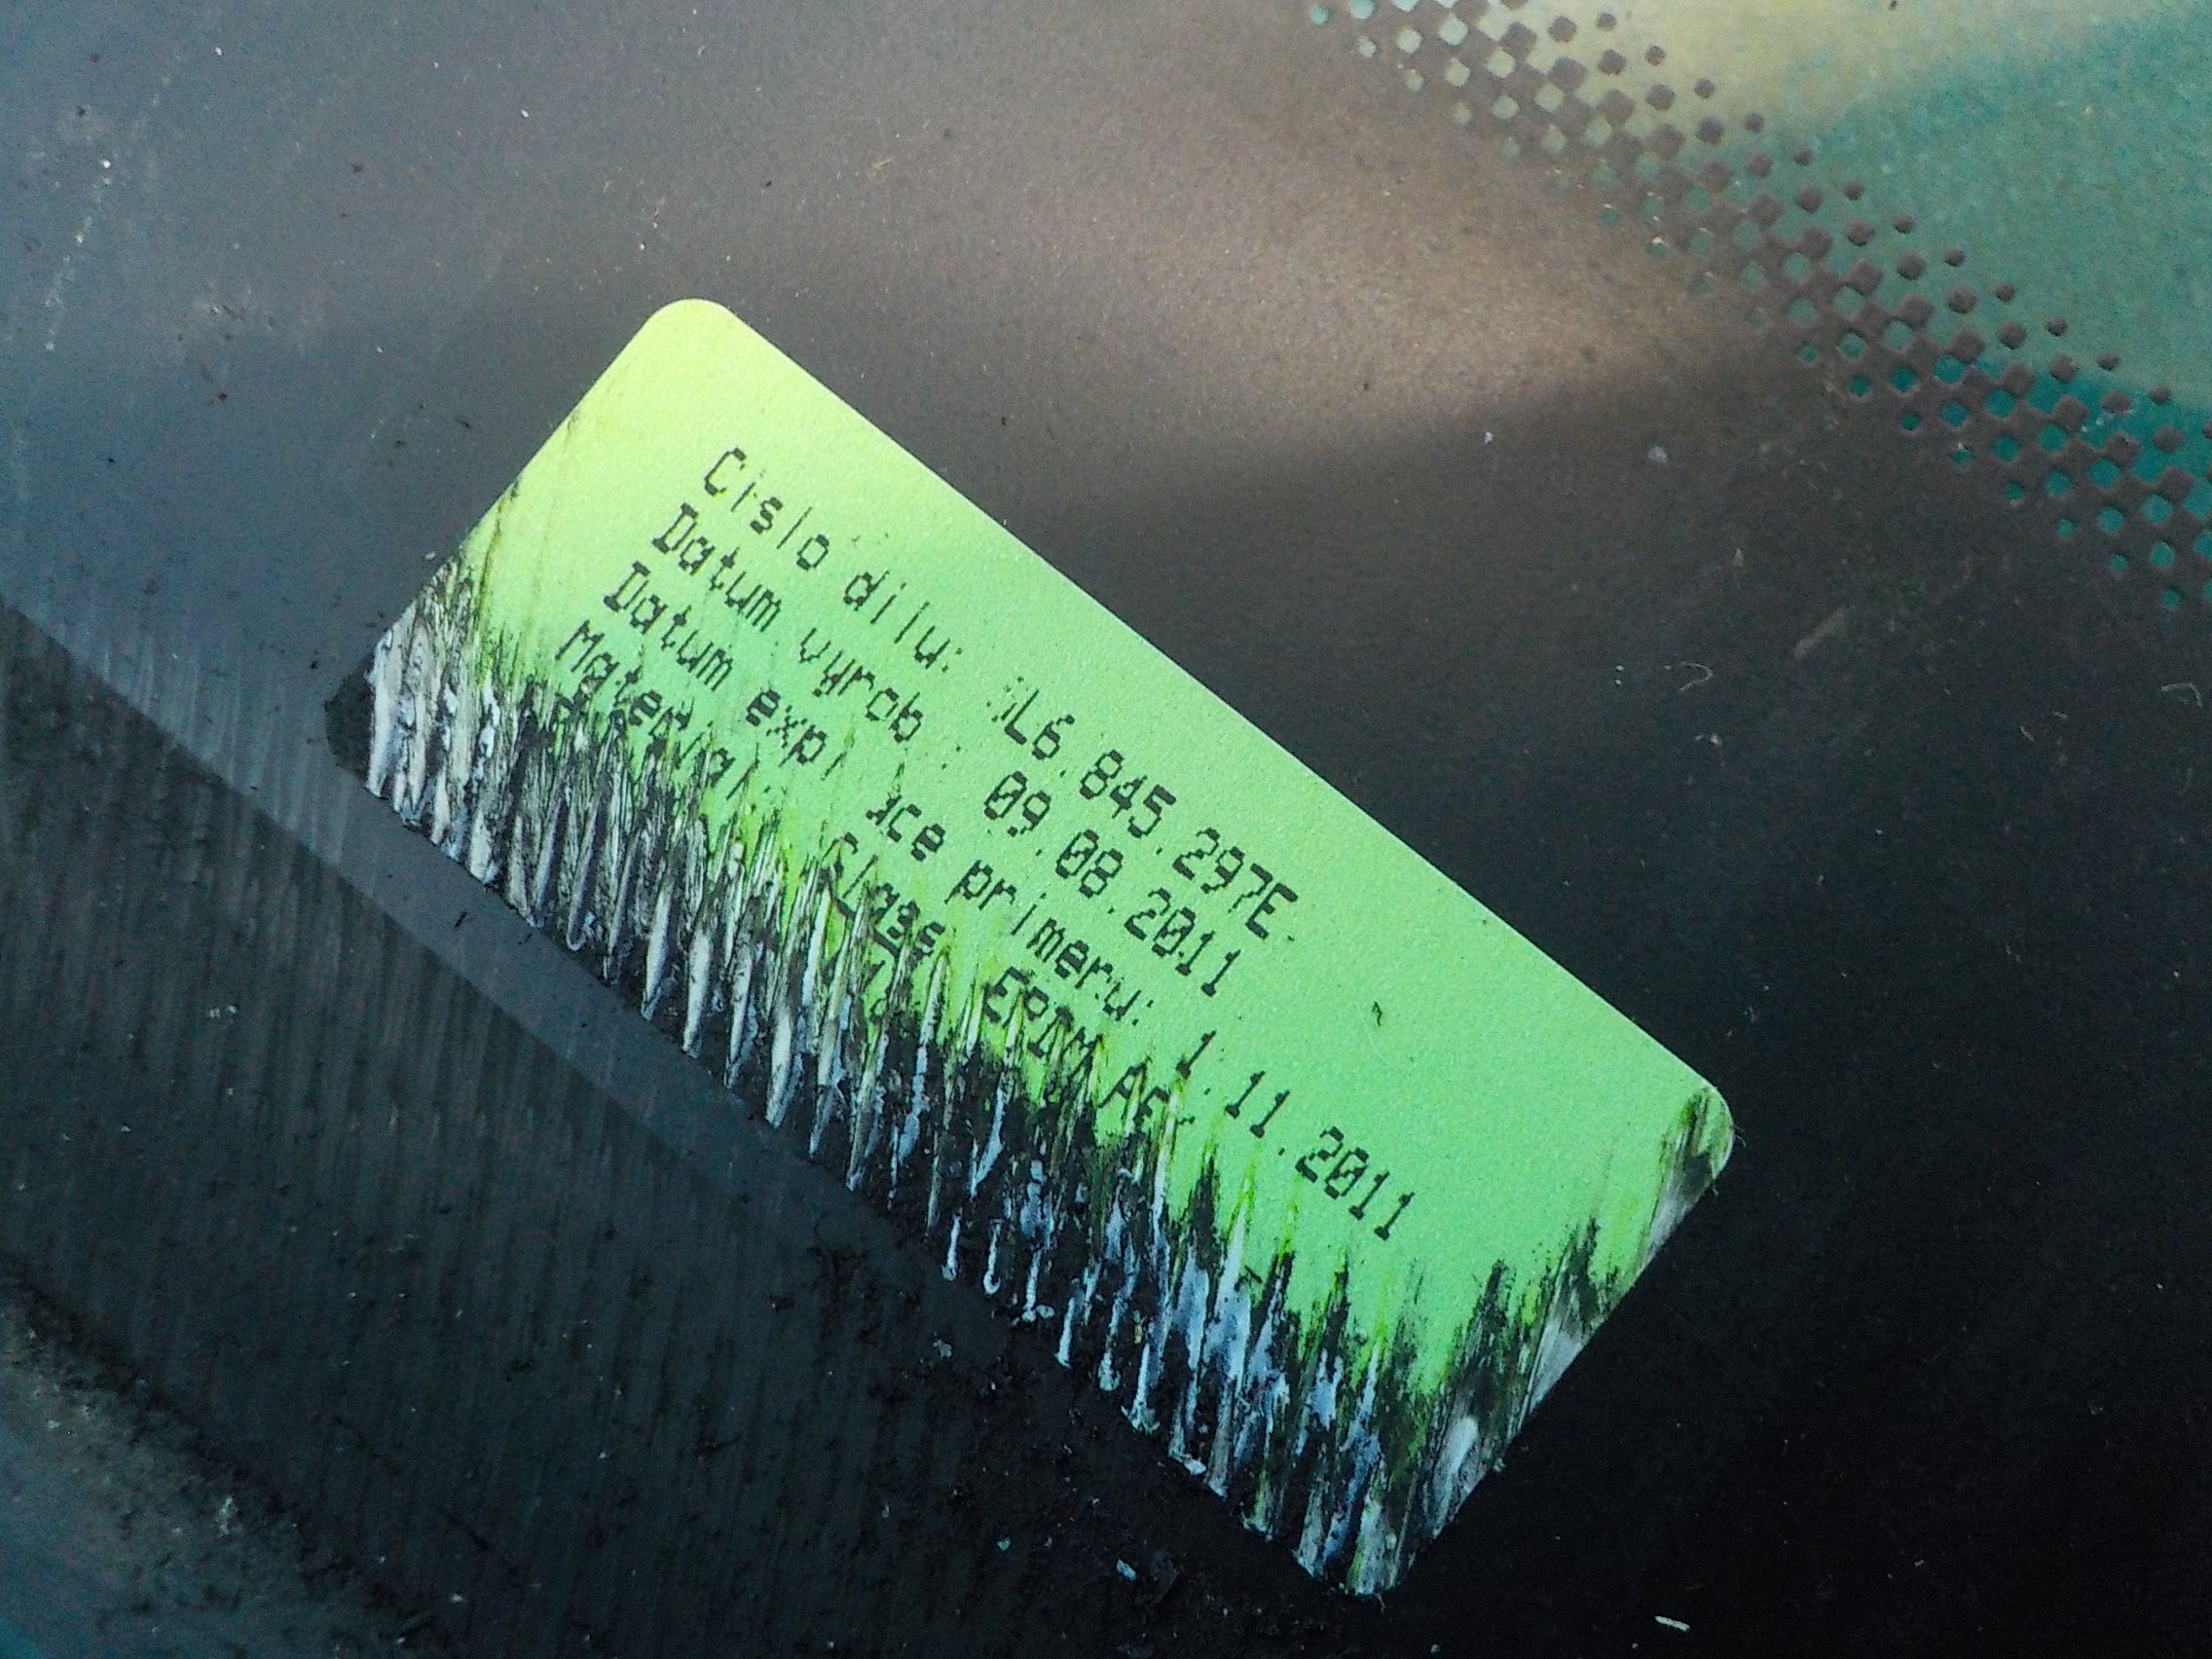 Cislo dilu: 1L6.845.297E
Datum vyrob : 09.08.2011
Datum expi ace primeru: 1.11.2011
Material: Glass EPDM